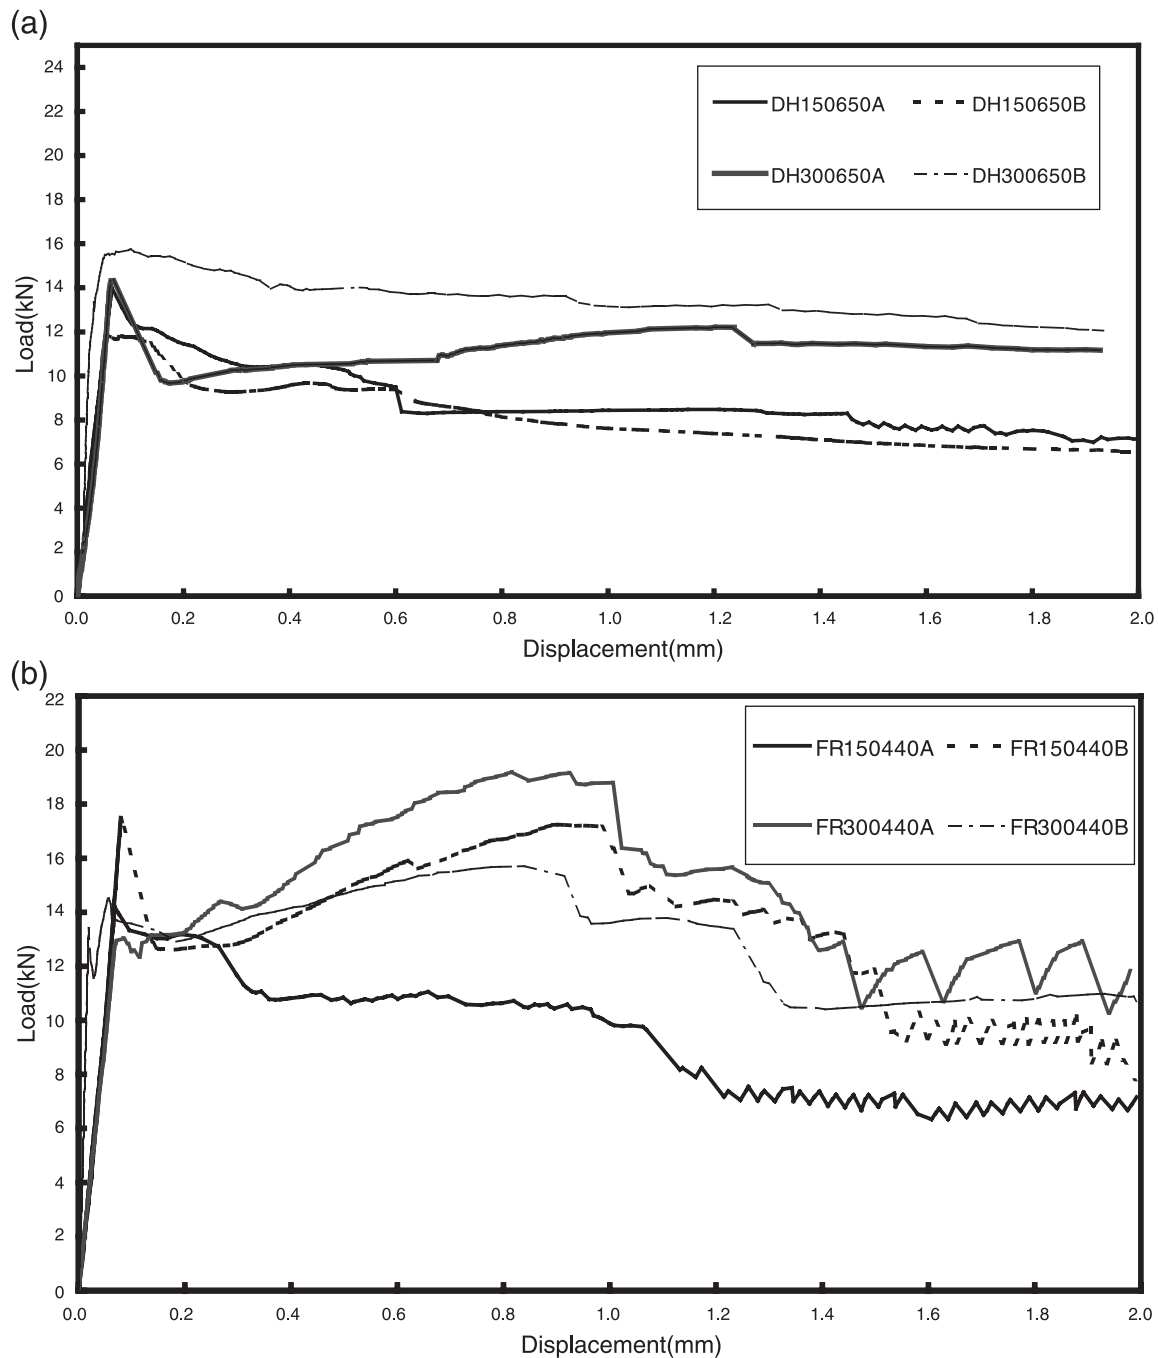 (a)
24
22
20
18
16
14
12
10
8
6
4
2
0
Load(kN)
DH150650A DH150650B
DH300650A DH300650B
0.0 0.2 0.4 0.6 0.8 1.0 1.2 1.4 1.6 1.8 2.0
Displacement(mm)
(b)
22
20
18
16
14
12
10
8
6
4
2
0
Load(kN)
FR150440A FR150440B
FR300440A FR300440B
0.0 0.2 0.4 0.6 0.8 1.0 1.2 1.4 1.6 1.8 2.0
Displacement(mm)